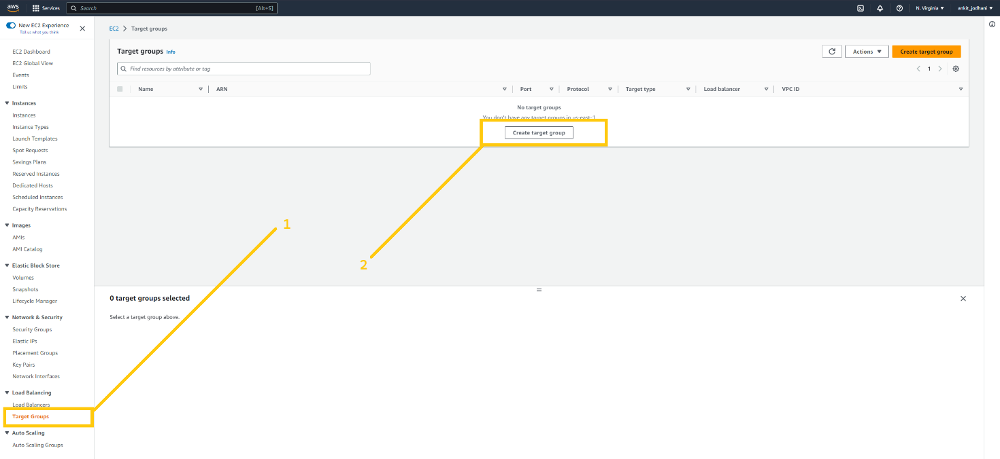 aws
Services
Search
[Alt+S]
N. Virginia
ankit_jodhani
New EC2 Experience
Tell us what you think
EC2 Dashboard
EC2 Global View
Events
Limits
Instances
Instances
Instance Types
Launch Templates
Spot Requests
Savings Plans
Reserved Instances
Dedicated Hosts
Scheduled Instances
Capacity Reservations
Images
AMIs
AMI Catalog
Elastic Block Store
Volumes
Snapshots
Lifecycle Manager
Network & Security
Security Groups
Elastic IPs
Placement Groups
Key Pairs
Network Interfaces
Load Balancing
Load Balancers
Target Groups
Auto Scaling
Auto Scaling Groups
EC2 > Target groups
Target groups Info
Actions
Create target group
Find resources by attribute or tag
1
Name
ARN
Port
Protocol
Target type
Load balancer
VPC ID
No target groups
You don't have any target groups in us-east-1
Create target group
1
2
0 target groups selected
Select a target group above.